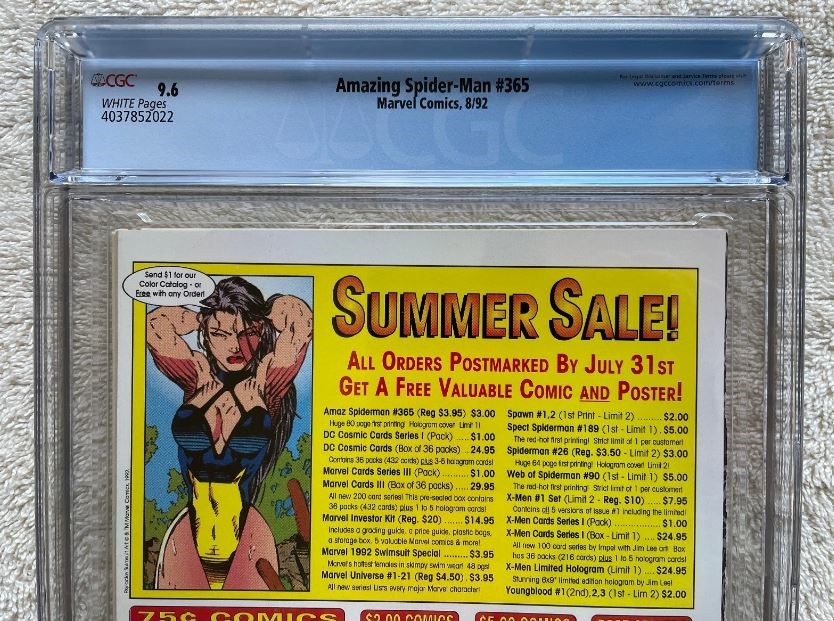 CGC 9.6
WHITE Pages
4037852022
Amazing Spider-Man #365
Marvel Comics, 8/92
For Legal Disclaimer and Service Terms please visit
www.cgccomics.com/terms
CGC
Send $1 for our
Color Catalog - or
Free with any Order!
SUMMER SALE!
ALL ORDERS POSTMARKED BY JULY 31ST
GET A FREE VALUABLE COMIC AND POSTER!
Amaz Spiderman #365 (Reg $3.95) $3.00
Huge 80 page first printing! Hologram cover! Limit 1!
DC Cosmic Cards Series I (Pack) .....$1.00
DC Cosmic Cards (Box of 36 packs) ..24.95
Contains 36 packs (432 cards) plus 3-6 hologram cards!
Marvel Cards Series III (Pack) ..........$1.00
Marvel Cards III (Box of 36 packs) .....29.95
All new 200 card series! This pre-sealed box contains
36 packs (432 cards) plus 1 to 5 hologram cards!
Marvel Investor Kit (Reg. $20) .......$14.95
Includes a grading guide, a price guide, plastic bags,
a storage box, 5 valuable Marvel comics & more!
Marvel 1992 Swimsuit Special ........$3.95
Marvel's hottest females in skimpy swim wear! 48 pgs!
Marvel Universe #1-21 (Reg $4.50) .$3.95
All new series! Lists every major Marvel character!
Spawn #1,2 (1st Print - Limit 2) .........$2.00
Spect Spiderman #189 (1st - Limit 1) .$5.00
The red-hot first printing! Strict limit of 1 per customer!
Spiderman #26 (Reg. $3.50 - Limit 2) $3.00
Huge 64 page first printing! Hologram cover! Limit 2!
Web of Spiderman #90 (1st - Limit 1) $5.00
The red-hot first printing! Strict limit of 1 per customer!
X-Men #1 Set (Limit 2 - Reg. $10) .....$7.95
Contains all 5 versions of issue #1 including the limited!
X-Men Cards Series I (Pack) ..............$1.00
X-Men Cards Series I (Box - Limit 1) ....$24.95
All new 100 card series by Impel with Jim Lee art! Box
has 36 packs (216 cards) plus 1 to 5 hologram cards!
X-Men Limited Hologram (Limit 1) ....$24.95
Stunning 6x9" limited edition hologram by Jim Lee!
Youngblood #1(2nd),2,3 (1st - Lim 2) $2.00
75¢ COMICS
$2.00 COMICS
$5.00 COMICS